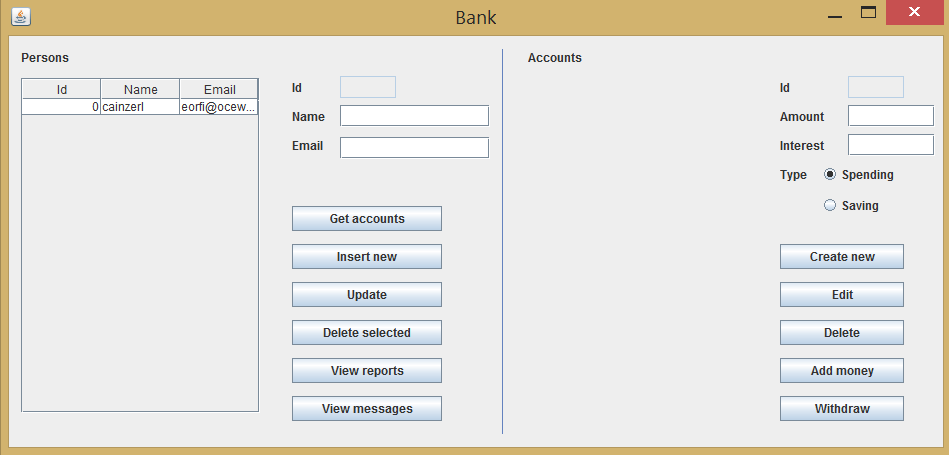 Bank
Persons
Id Name Email
0 cainzerl eorfi@ocew...
Id
Name
Email
Get accounts
Insert new
Update
Delete selected
View reports
View messages
Accounts
Id
Amount
Interest
Type Spending
Saving
Create new
Edit
Delete
Add money
Withdraw